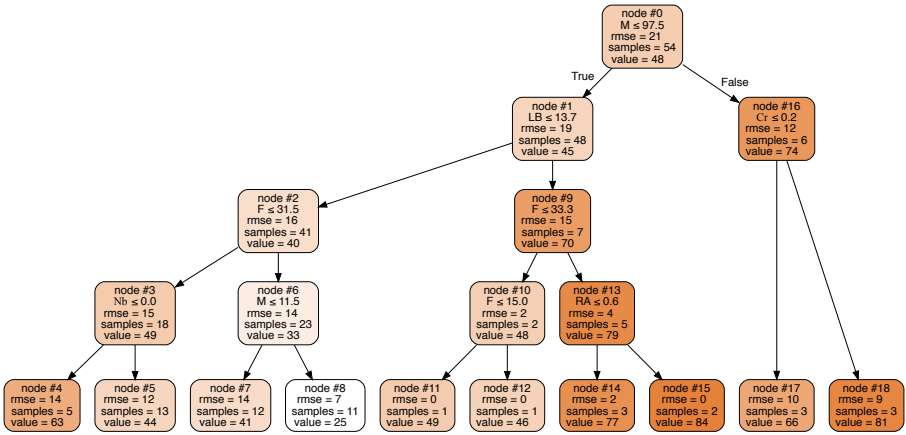 node #0
M ≤ 97.5
rmse = 21
samples = 54
value = 48
True
False
node #1
LB ≤ 13.7
rmse = 19
samples = 48
value = 45
node #16
Cr ≤ 0.2
rmse = 12
samples = 6
value = 74
node #2
F ≤ 31.5
rmse = 16
samples = 41
value = 40
node #9
F ≤ 33.3
rmse = 15
samples = 7
value = 70
node #3
Nb ≤ 0.0
rmse = 15
samples = 18
value = 49
node #6
M ≤ 11.5
rmse = 14
samples = 23
value = 33
node #10
F ≤ 15.0
rmse = 2
samples = 2
value = 48
node #13
RA ≤ 0.6
rmse = 4
samples = 5
value = 79
node #4
rmse = 14
samples = 5
value = 63
node #5
rmse = 12
samples = 13
value = 44
node #7
rmse = 14
samples = 12
value = 41
node #8
rmse = 7
samples = 11
value = 25
node #11
rmse = 0
samples = 1
value = 49
node #12
rmse = 0
samples = 1
value = 46
node #14
rmse = 2
samples = 3
value = 77
node #15
rmse = 0
samples = 2
value = 84
node #17
rmse = 10
samples = 3
value = 66
node #18
rmse = 9
samples = 3
value = 81